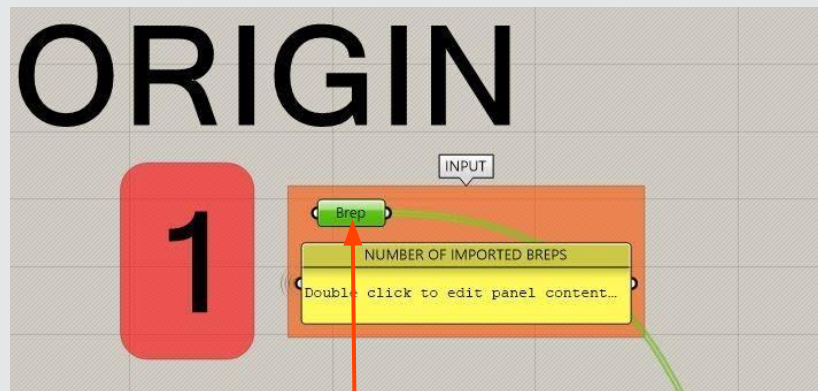 ORIGIN
INPUT
1
Brep
NUMBER OF IMPORTED BREPS
Double click to edit panel content…